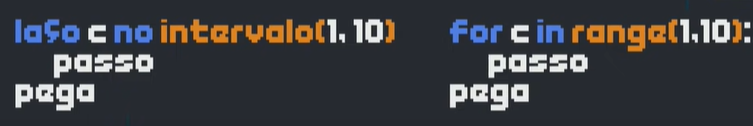 laço c no intervalo(1, 10)
passo
pega
for c in range(1,10):
passo
pega